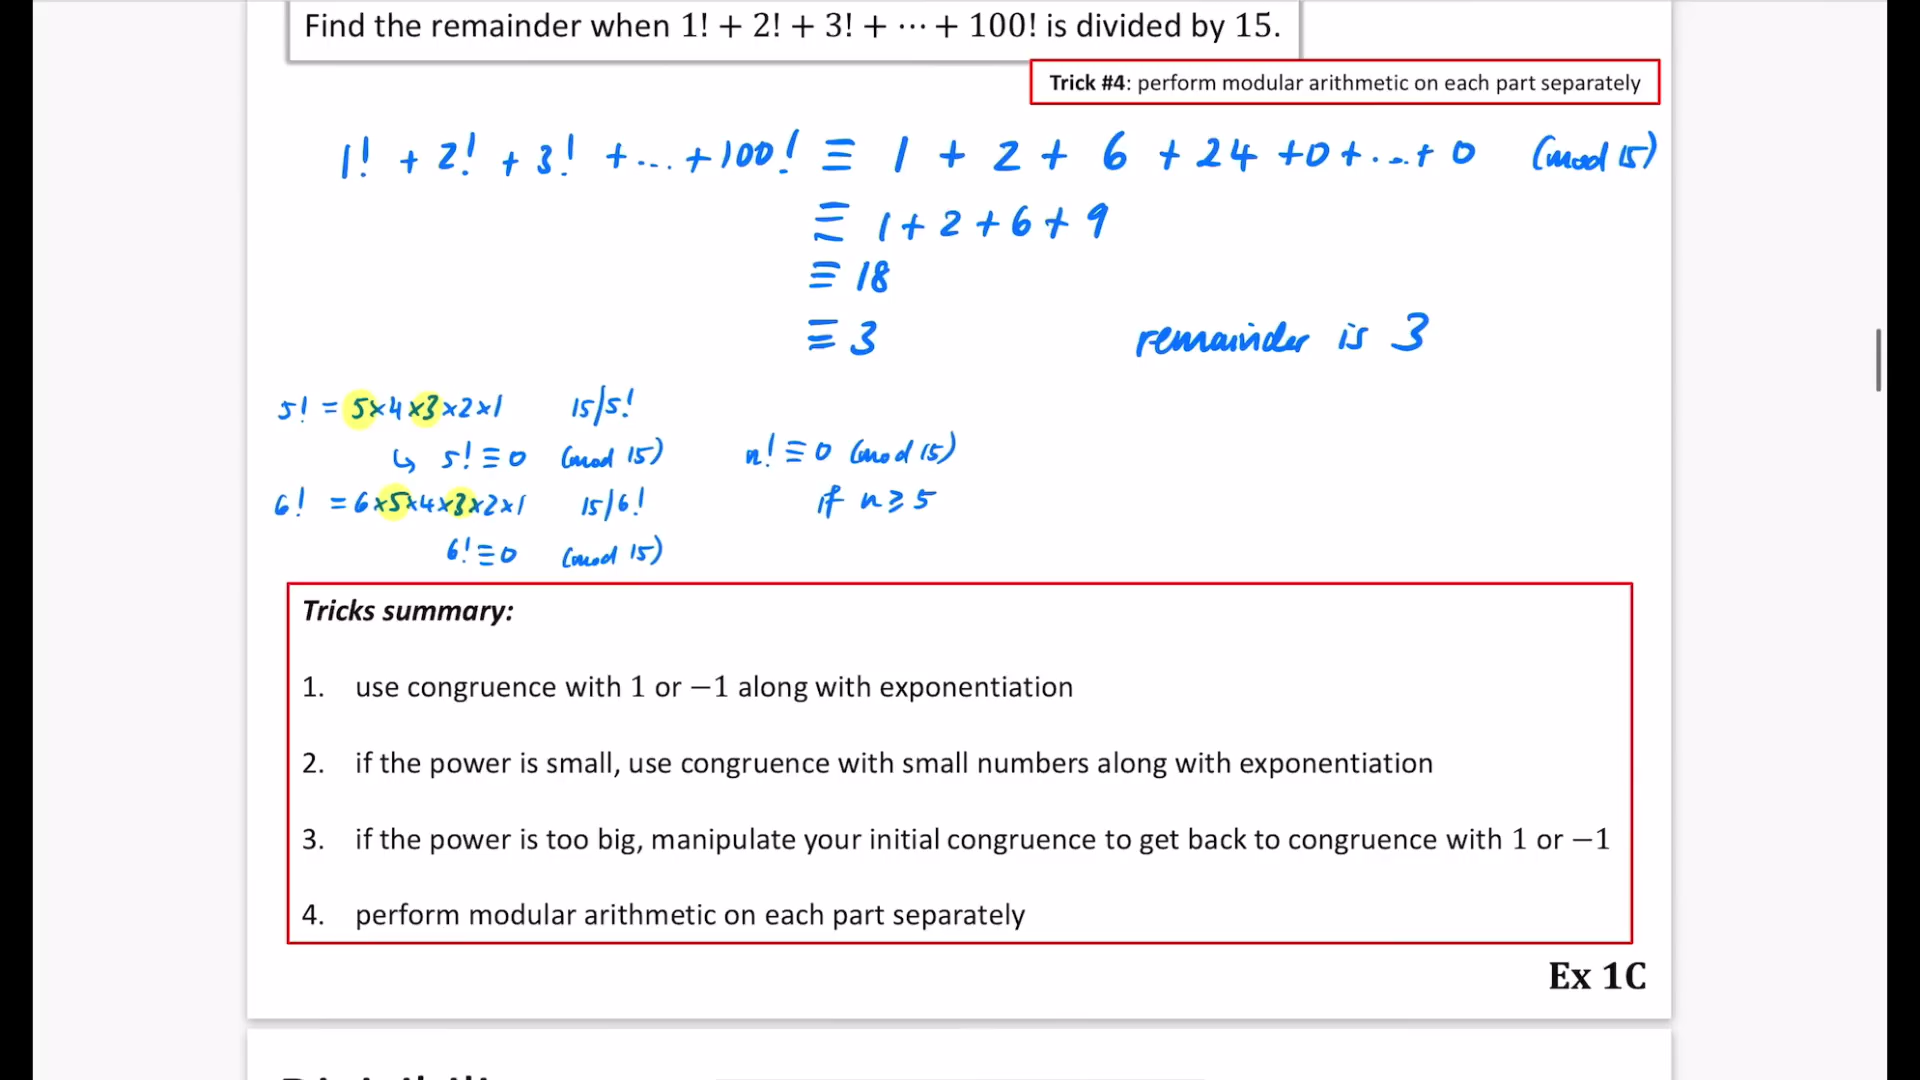 Find the remainder when 1! + 2! + 3! + ⋯ + 100! is divided by 15.
Trick #4: perform modular arithmetic on each part separately
1! + 2! + 3! + ... + 100! ≡ 1 + 2 + 6 + 24 + 0 + ... + 0 (mod 15)
≡ 1 + 2 + 6 + 9
≡ 18
≡ 3 remainder is 3
5! = 5×4×3×2×1 15/5!
↳ 5! ≡ 0 (mod 15) n! ≡ 0 (mod 15)
6! = 6×5×4×3×2×1 15/6! if n ≥ 5
6! ≡ 0 (mod 15)
Tricks summary:
1. use congruence with 1 or −1 along with exponentiation
2. if the power is small, use congruence with small numbers along with exponentiation
3. if the power is too big, manipulate your initial congruence to get back to congruence with 1 or −1
4. perform modular arithmetic on each part separately
Ex 1C